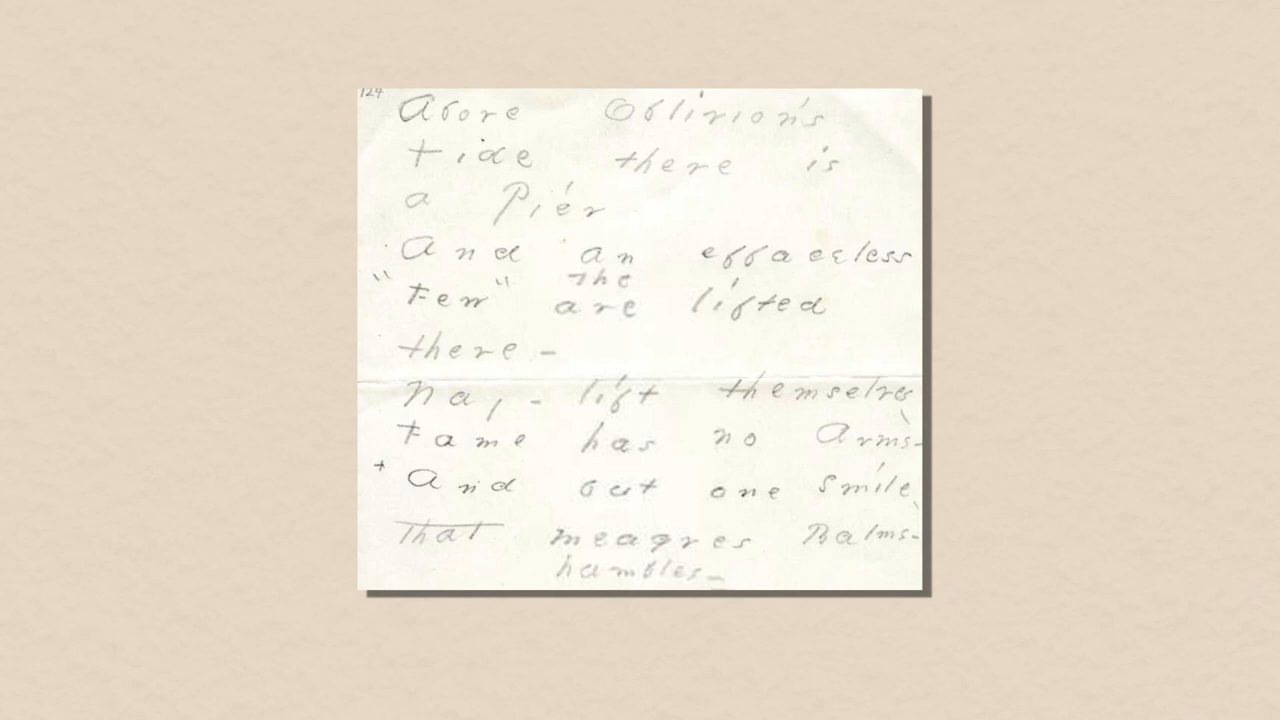 124
Above Oblivion's
Tide there is
a Pier
And an effaceless
the
"Few" are lifted
there –
Nay – lift themselves
Fame has no Arms –
+ And but one smile
That meagres Balms –
humbles –